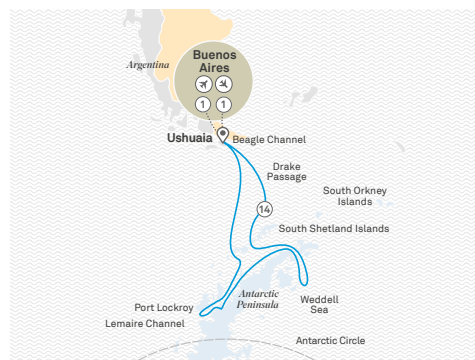 Argentina
Buenos
Aires
1
1
Ushuaia
Beagle Channel
Drake
Passage
South Orkney
Islands
14
South Shetland Islands
Antarctic
Peninsula
Weddell
Sea
Port Lockroy
Lemaire Channel
Antarctic Circle